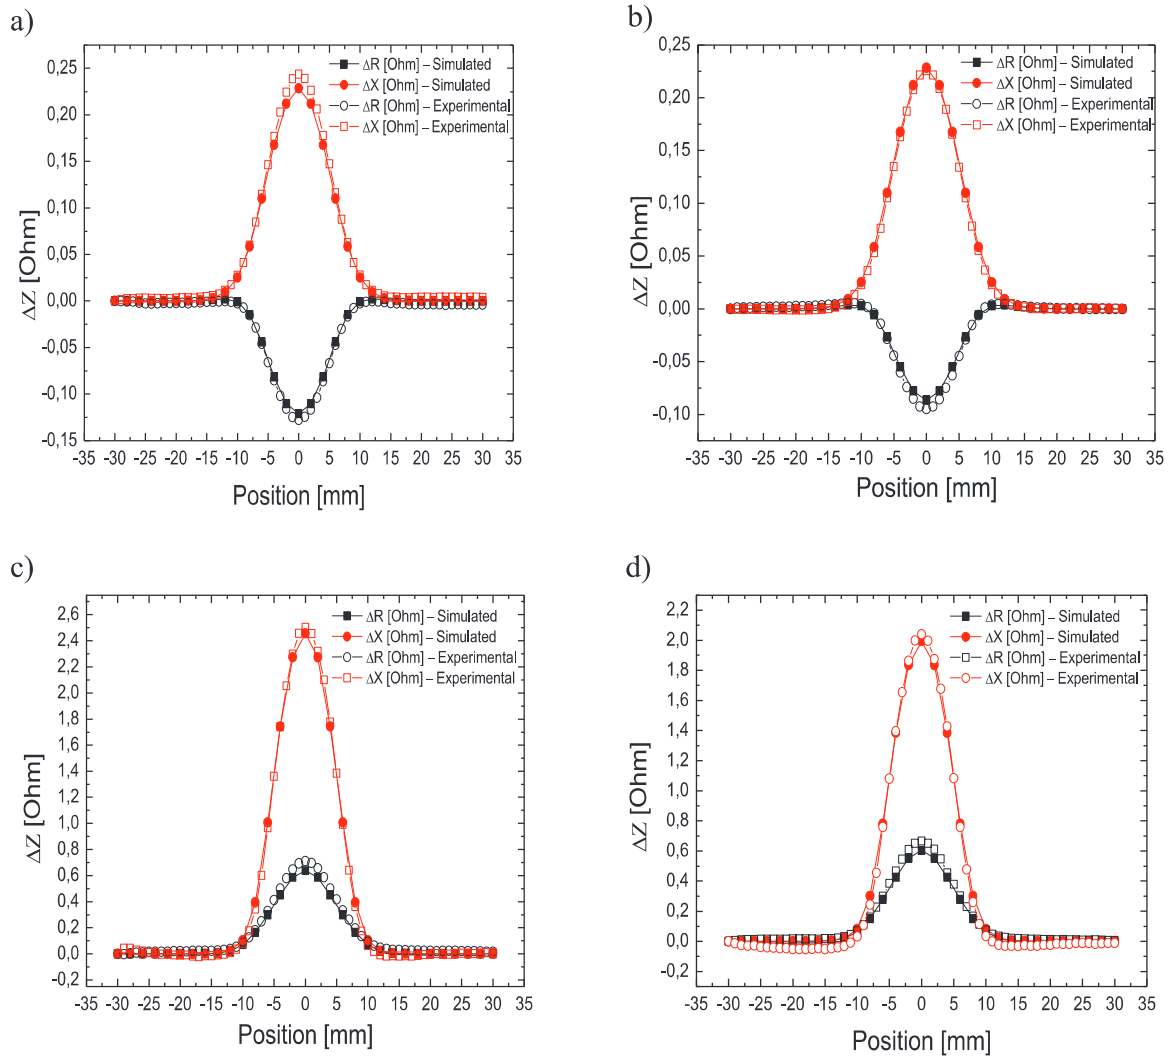 a)
0,25
0,20
0,15
0,10
0,05
0,00
-0,05
-0,10
-0,15
ΔZ [Ohm]
ΔR [Ohm] – Simulated
ΔX [Ohm] – Simulated
ΔR [Ohm] – Experimental
ΔX [Ohm] – Experimental
-35 -30 -25 -20 -15 -10 -5 0 5 10 15 20 25 30 35
Position [mm]
b)
0,25
0,20
0,15
0,10
0,05
0,00
-0,05
-0,10
ΔZ [Ohm]
ΔR [Ohm] – Simulated
ΔX [Ohm] – Simulated
ΔR [Ohm] – Experimental
ΔX [Ohm] – Experimental
-35 -30 -25 -20 -15 -10 -5 0 5 10 15 20 25 30 35
Position [mm]
c)
2,6
2,4
2,2
2,0
1,8
1,6
1,4
1,2
1,0
0,8
0,6
0,4
0,2
0,0
-0,2
ΔZ [Ohm]
ΔR [Ohm] – Simulated
ΔX [Ohm] – Simulated
ΔR [Ohm] – Experimental
ΔX [Ohm] – Experimental
-35 -30 -25 -20 -15 -10 -5 0 5 10 15 20 25 30 35
Position [mm]
d)
2,2
2,0
1,8
1,6
1,4
1,2
1,0
0,8
0,6
0,4
0,2
0,0
-0,2
ΔZ [Ohm]
ΔR [Ohm] – Simulated
ΔX [Ohm] – Simulated
ΔR [Ohm] – Experimental
ΔX [Ohm] – Experimental
-35 -30 -25 -20 -15 -10 -5 0 5 10 15 20 25 30 35
Position [mm]